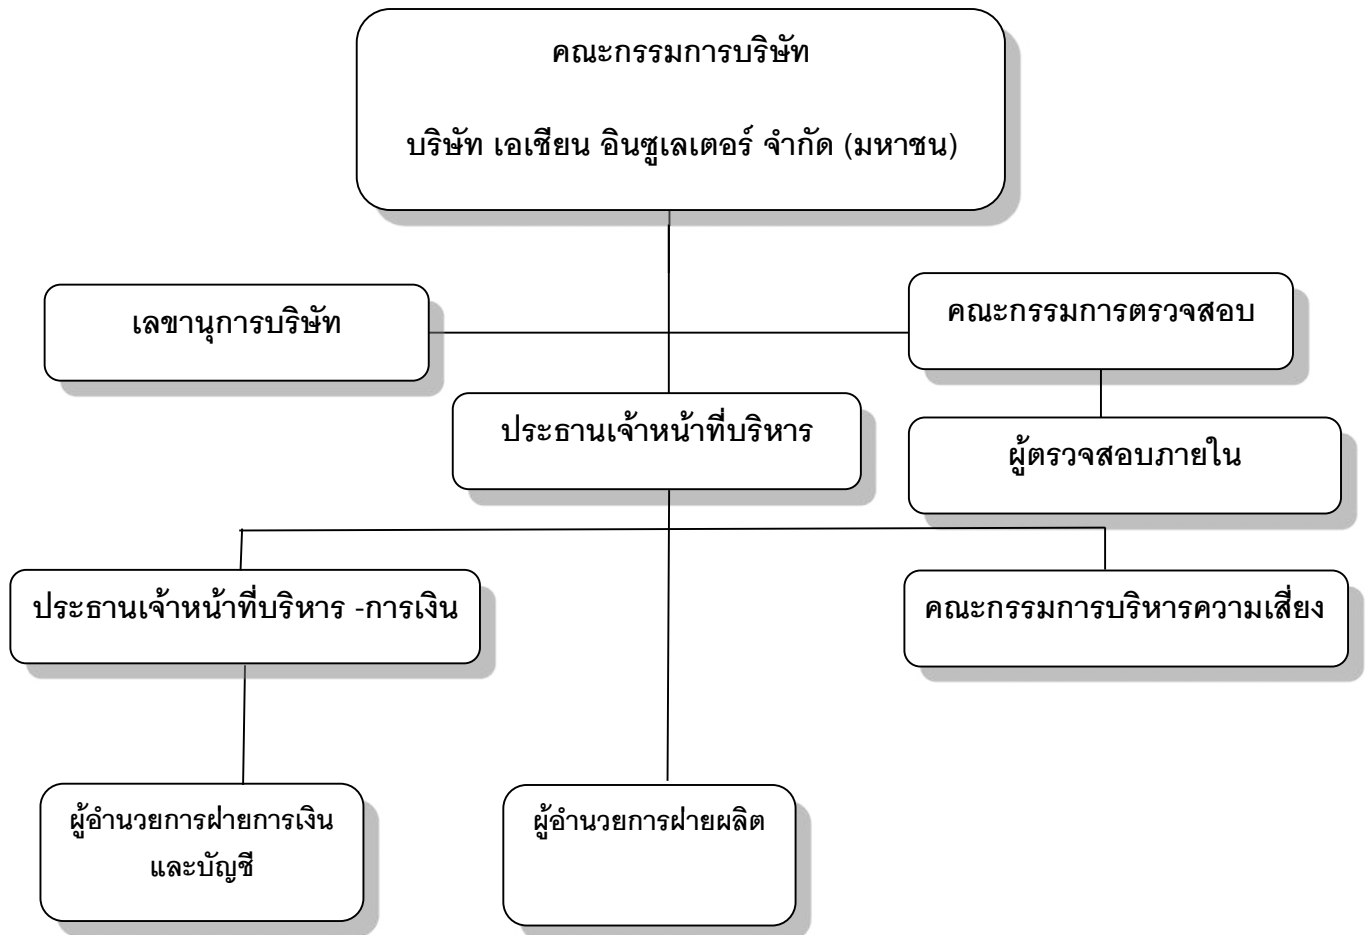 คณะกรรมการบริษัท
บริษัท เอเชียน อินซูเลเตอร์ จำกัด (มหาชน)
เลขานุการบริษัท
คณะกรรมการตรวจสอบ
ประธานเจ้าหน้าที่บริหาร
ผู้ตรวจสอบภายใน
ประธานเจ้าหน้าที่บริหาร -การเงิน
คณะกรรมการบริหารความเสี่ยง
ผู้อำนวยการฝ่ายการเงิน
และบัญชี
ผู้อำนวยการฝ่ายผลิต